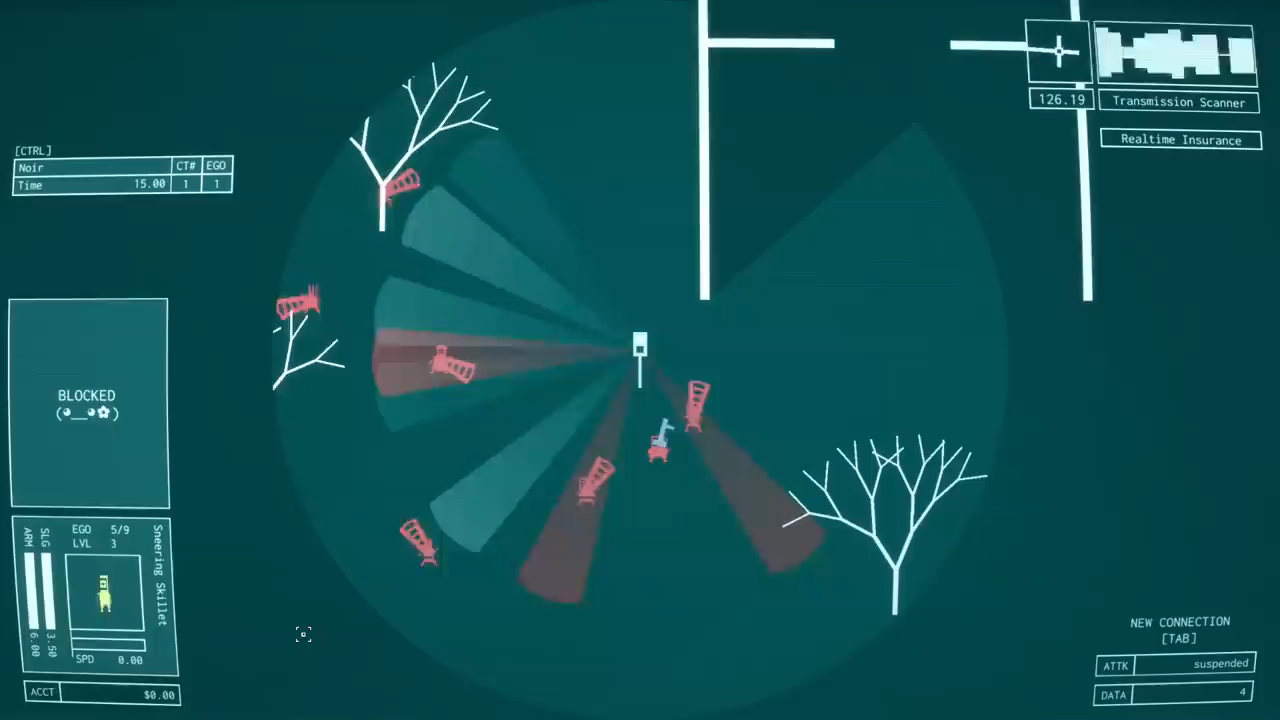 [CTRL]
Noir CT# EGO
Time 15.00 1 1
126.19
Transmission Scanner
Realtime Insurance
BLOCKED
(◕__◕✿)
ARM 6.00
SLG 3.50
EGO 5/9
LVL 3
Sneering Skillet
SPD 0.00
ACCT $0.00
NEW CONNECTION
[TAB]
ATTK suspended
DATA 4